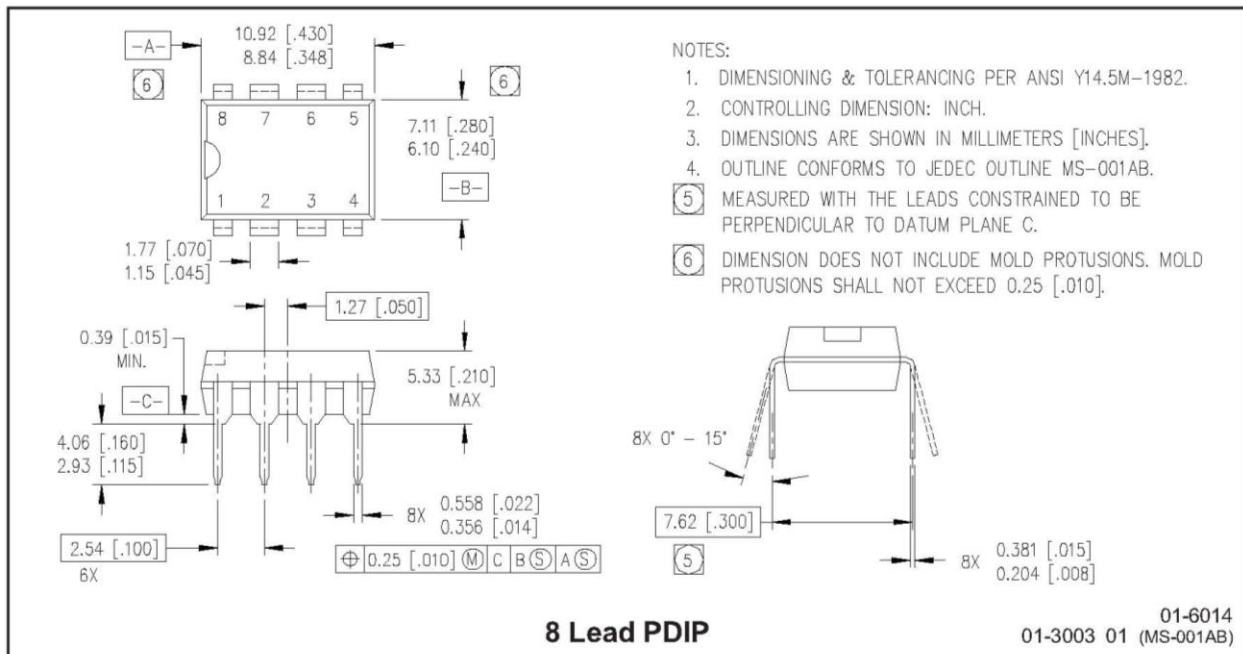 10.92 [.430]
8.84 [.348]
-A-
6
6
8 7 6 5
7.11 [.280]
6.10 [.240]
-B-
1 2 3 4
1.77 [.070]
1.15 [.045]
NOTES:
1. DIMENSIONING & TOLERANCING PER ANSI Y14.5M-1982.
2. CONTROLLING DIMENSION: INCH.
3. DIMENSIONS ARE SHOWN IN MILLIMETERS [INCHES].
4. OUTLINE CONFORMS TO JEDEC OUTLINE MS-001AB.
5 MEASURED WITH THE LEADS CONSTRAINED TO BE
PERPENDICULAR TO DATUM PLANE C.
6 DIMENSION DOES NOT INCLUDE MOLD PROTUSIONS. MOLD
PROTUSIONS SHALL NOT EXCEED 0.25 [.010].
1.27 [.050]
0.39 [.015]
MIN.
-C-
5.33 [.210]
MAX
4.06 [.160]
2.93 [.115]
8X 0.558 [.022]
0.356 [.014]
2.54 [.100]
6X
⌖ 0.25 [.010] Ⓜ C B Ⓢ A Ⓢ
8X 0° - 15°
7.62 [.300]
5
8X 0.381 [.015]
0.204 [.008]
8 Lead PDIP
01-6014
01-3003 01 (MS-001AB)